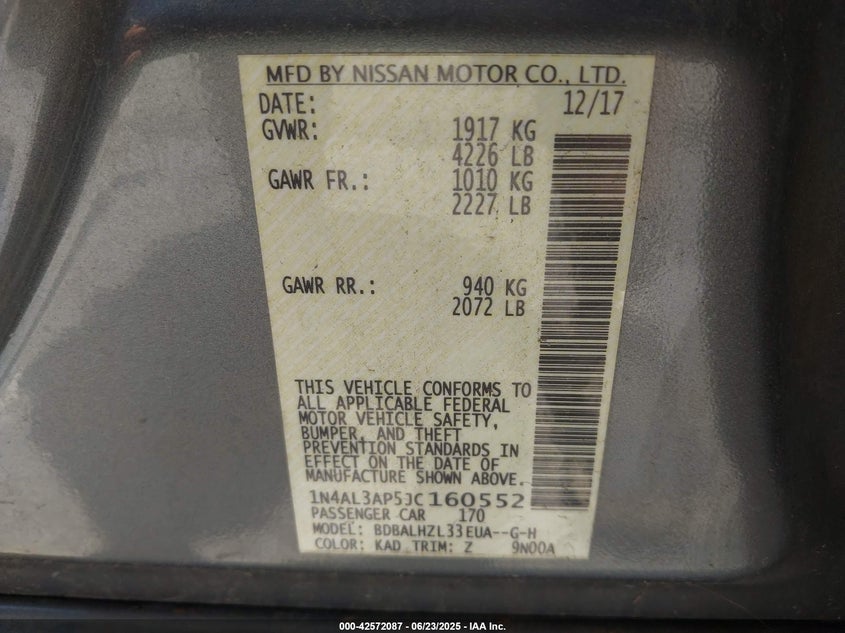 MFD BY NISSAN MOTOR CO., LTD.
DATE: 12/17
GVWR: 1917 KG
4226 LB
GAWR FR.: 1010 KG
2227 LB
GAWR RR.: 940 KG
2072 LB
THIS VEHICLE CONFORMS TO
ALL APPLICABLE FEDERAL
MOTOR VEHICLE SAFETY,
BUMPER, AND THEFT
PREVENTION STANDARDS IN
EFFECT ON THE DATE OF
MANUFACTURE SHOWN ABOVE.
1N4AL3AP5JC160552
PASSENGER CAR 170
MODEL: BDBALHZL33EUA--G-H
COLOR: KAD TRIM: Z 9N00A
000-42572087 - 06/23/2025 - IAA Inc.